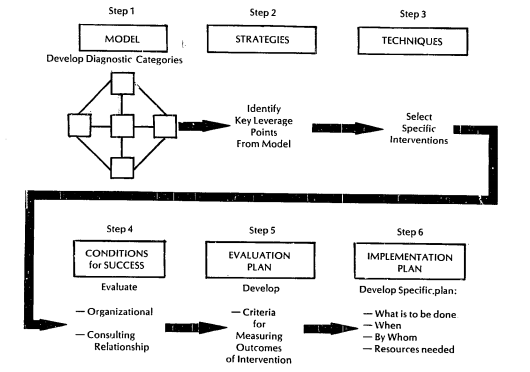 Step 1
MODEL
Develop Diagnostic Categories
Step 2
STRATEGIES
Identify
Key Leverage
Points
From Model
Step 3
TECHNIQUES
Select
Specific
Interventions
Step 4
CONDITIONS
for SUCCESS
Evaluate
— Organizational
— Consulting
Relationship
Step 5
EVALUATION
PLAN
Develop
— Criteria
for
Measuring
Outcomes
of Intervention
Step 6
IMPLEMENTATION
PLAN
Develop Specific plan:
— What is to be done
— When
— By Whom
— Resources needed